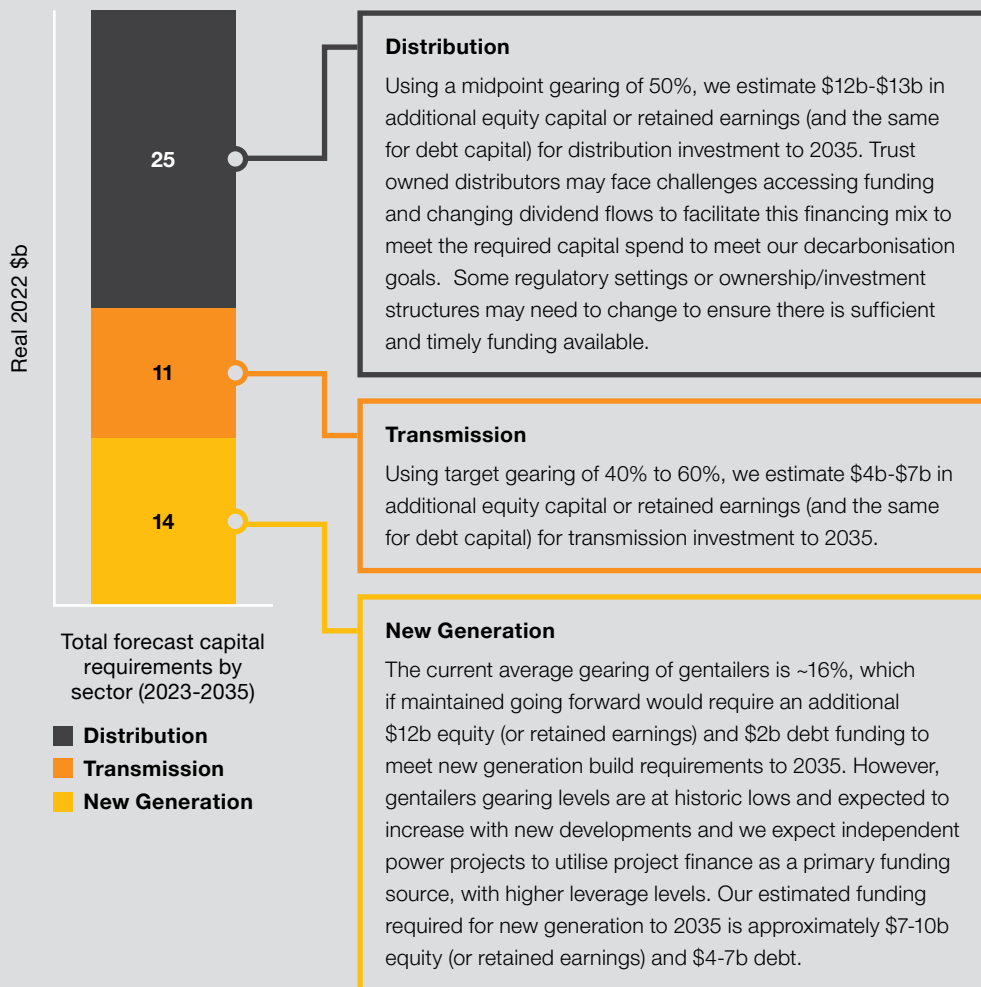 Real 2022 $b
25
11
14
Total forecast capital
requirements by
sector (2023-2035)
Distribution
Transmission
New Generation
Distribution
Using a midpoint gearing of 50%, we estimate $12b-$13b in
additional equity capital or retained earnings (and the same
for debt capital) for distribution investment to 2035. Trust
owned distributors may face challenges accessing funding
and changing dividend flows to facilitate this financing mix to
meet the required capital spend to meet our decarbonisation
goals.  Some regulatory settings or ownership/investment
structures may need to change to ensure there is sufficient
and timely funding available.
Transmission
Using target gearing of 40% to 60%, we estimate $4b-$7b in
additional equity capital or retained earnings (and the same
for debt capital) for transmission investment to 2035.
New Generation
The current average gearing of gentailers is ~16%, which
if maintained going forward would require an additional
$12b equity (or retained earnings) and $2b debt funding to
meet new generation build requirements to 2035. However,
gentailers gearing levels are at historic lows and expected to
increase with new developments and we expect independent
power projects to utilise project finance as a primary funding
source, with higher leverage levels. Our estimated funding
required for new generation to 2035 is approximately $7-10b
equity (or retained earnings) and $4-7b debt.